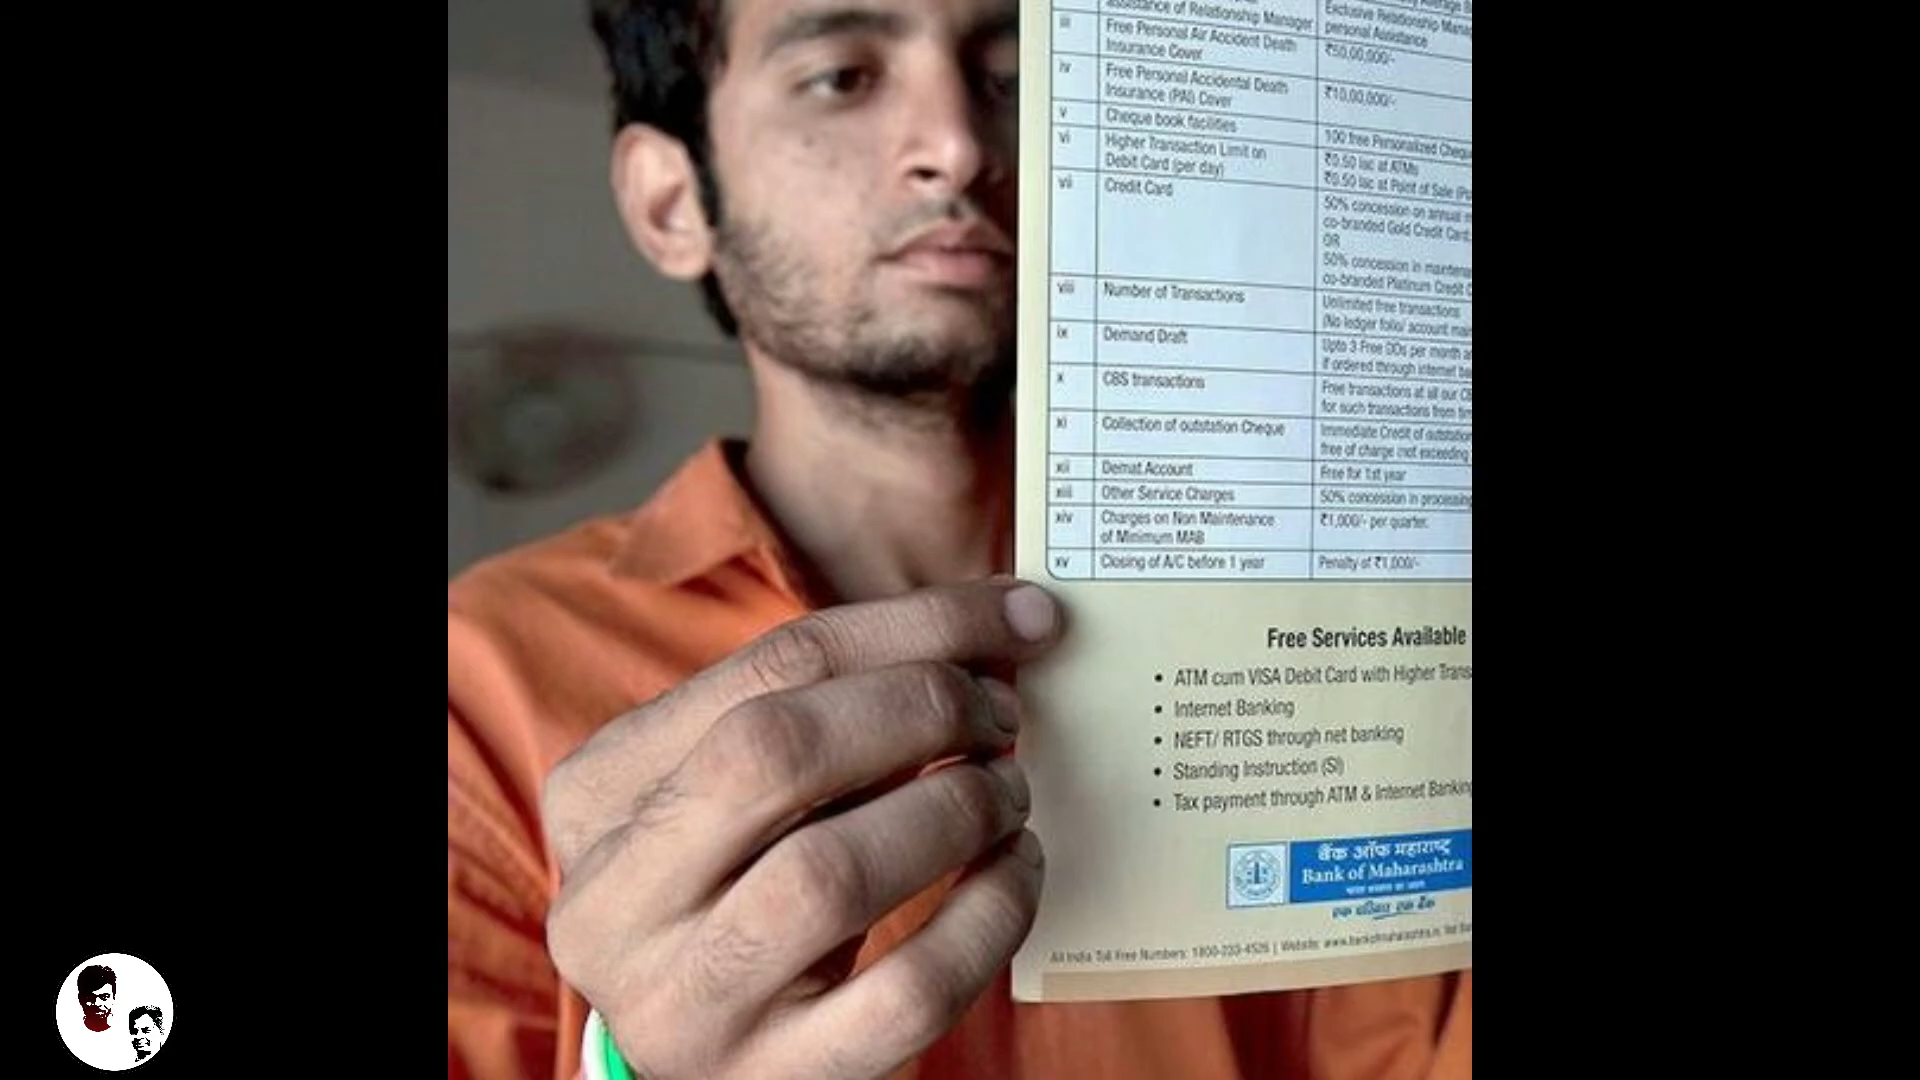 assistance of Relationship Manager
Exclusive Relationship
personal Assistance
iii Free Personal Air Accident Death
Insurance Cover
₹50,00,000/-
iv Free Personal Accidental Death
Insurance (PAI) Cover
₹10,00,000/-
v Cheque book facilities
100 free Personalized
vi Higher Transaction Limit on
Debit Card (per day)
₹0.50 lac at ATMs
₹0.50 lac at Point of Sale
vii Credit Card
50% concession on annual
co-branded Gold Credit Card
OR
50% concession in
co-branded Platinum Credit
viii Number of Transactions
Unlimited free transactions
(No ledger folio/ account
ix Demand Draft
Upto 3 Free DDs per month
if ordered through internet
x CBS transactions
Free transactions at all our
for such transactions from
xi Collection of outstation Cheque
Immediate Credit of
free of charge not exceeding
xii Demat Account
Free for 1st year
xiii Other Service Charges
50% concession in processing
xiv Charges on Non Maintenance
of Minimum MAB
₹1,000/- per quarter.
xv Closing of A/C before 1 year
Penalty of ₹1,000/-
Free Services Available
• ATM cum VISA Debit Card with Higher
• Internet Banking
• NEFT/ RTGS through net banking
• Standing Instruction (SI)
• Tax payment through ATM & Internet
बैंक ऑफ महाराष्ट्र
Bank of Maharashtra
एक परिवार एक बैंक
All India Toll Free Numbers: 1800-233-4526 | Website: www.bankofmaharashtra.in